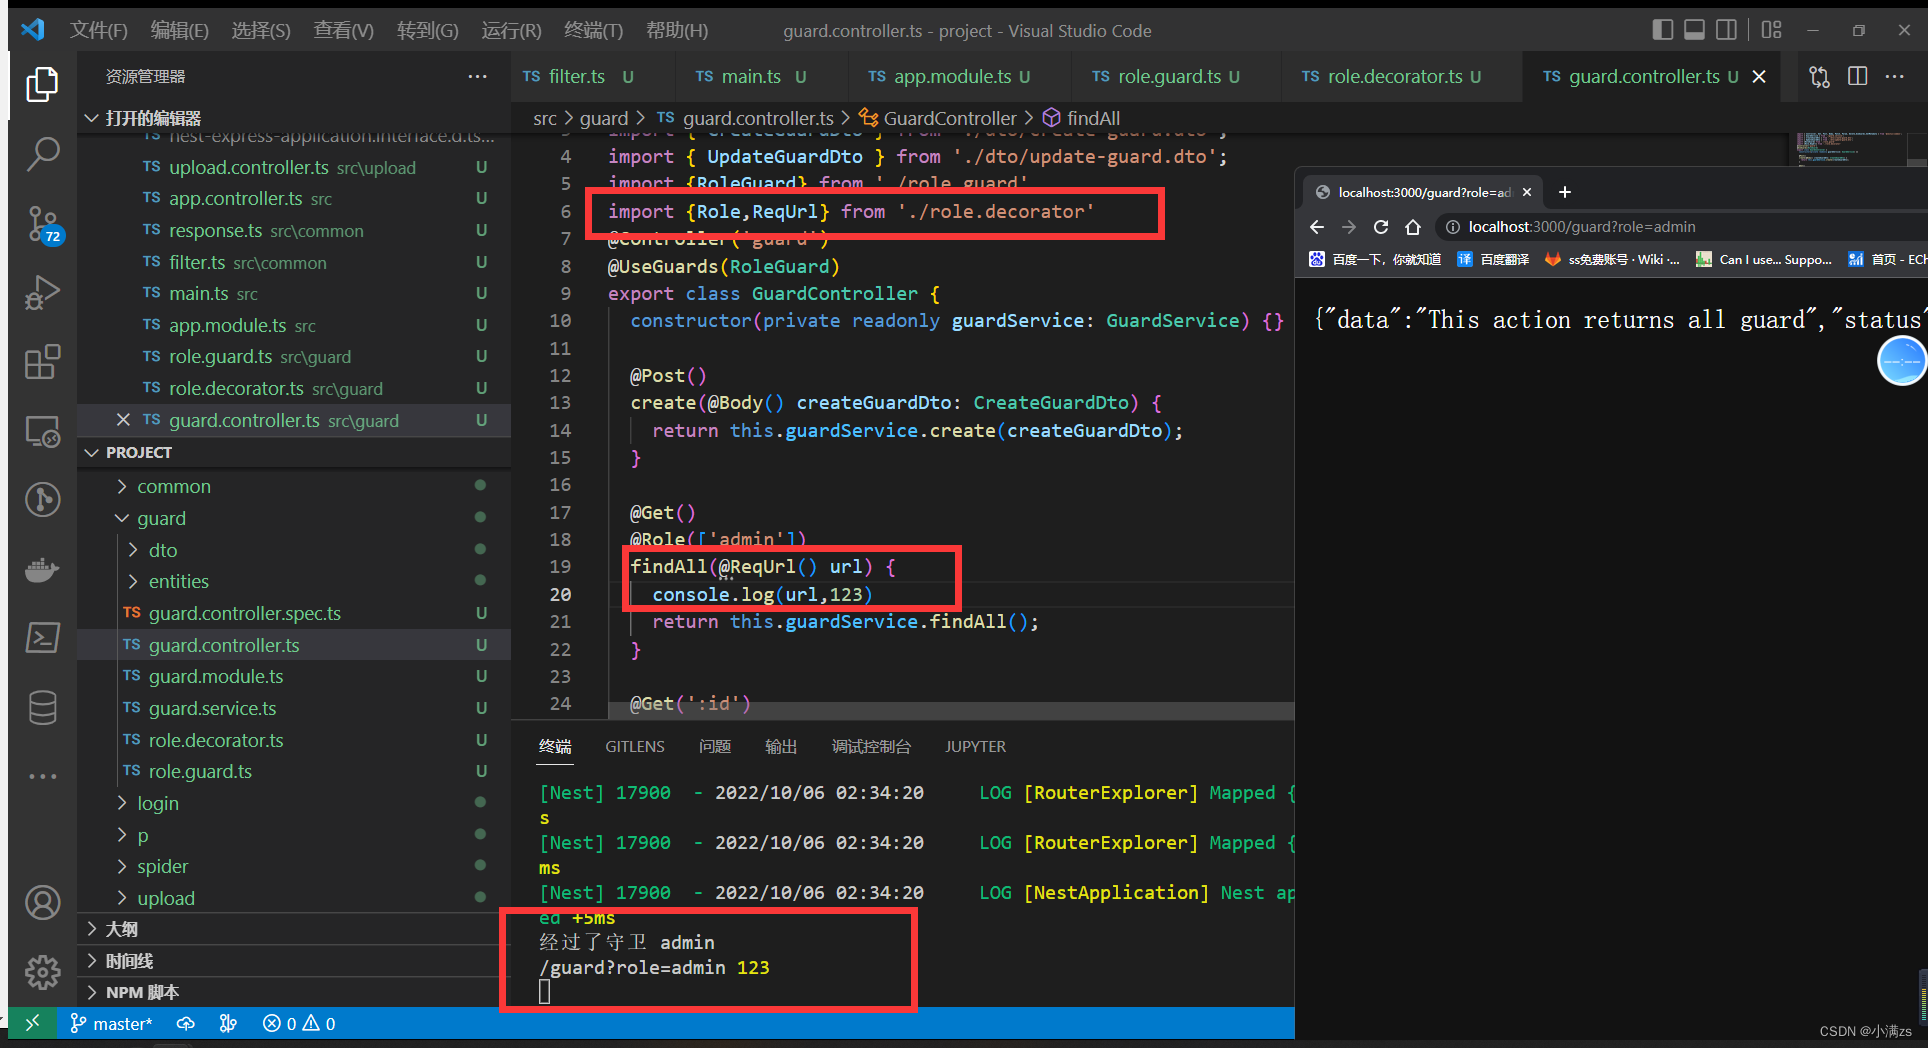 文件(F) 编辑(E) 选择(S) 查看(V) 转到(G) 运行(R) 终端(T) 帮助(H) guard.controller.ts - project - Visual Studio Code
资源管理器 ···
TS filter.ts U TS main.ts U TS app.module.ts U TS role.guard.ts U TS role.decorator.ts U TS guard.controller.ts U
打开的编辑器
nest-express-application.interface.d.ts...
TS upload.controller.ts src\upload U
TS app.controller.ts src U
TS response.ts src\common U
TS filter.ts src\common U
TS main.ts src U
TS app.module.ts src U
TS role.guard.ts src\guard U
TS role.decorator.ts src\guard U
TS guard.controller.ts src\guard U
PROJECT
common
guard
dto
entities
TS guard.controller.spec.ts U
TS guard.controller.ts U
TS guard.module.ts U
TS guard.service.ts U
TS role.decorator.ts U
TS role.guard.ts U
login
p
spider
upload
大纲
时间线
NPM 脚本
72
src > guard > TS guard.controller.ts > GuardController > findAll
import { CreateGuardDto } from './dto/create-guard.dto';
4 import { UpdateGuardDto } from './dto/update-guard.dto';
5 import {RoleGuard} from './role.guard'
6 import {Role,ReqUrl} from './role.decorator'
7 @Controller('guard')
8 @UseGuards(RoleGuard)
9 export class GuardController {
10 constructor(private readonly guardService: GuardService) {}
11
12 @Post()
13 create(@Body() createGuardDto: CreateGuardDto) {
14 return this.guardService.create(createGuardDto);
15 }
16
17 @Get()
18 @Role(['admin'])
19 findAll(@ReqUrl() url) {
20 console.log(url,123)
21 return this.guardService.findAll();
22 }
23
24 @Get(':id')
终端 GITLENS 问题 输出 调试控制台 JUPYTER
[Nest] 17900 - 2022/10/06 02:34:20 LOG [RouterExplorer] Mapped {
s
[Nest] 17900 - 2022/10/06 02:34:20 LOG [RouterExplorer] Mapped {
ms
[Nest] 17900 - 2022/10/06 02:34:20 LOG [NestApplication] Nest ap
ed +5ms
经过了守卫 admin
/guard?role=admin 123
master* 0 0
localhost:3000/guard?role=ad
localhost:3000/guard?role=admin
百度一下，你就知道 译 百度翻译 ss免费账号 · Wiki ·... Can I use... Suppo... 首页 - ECh
{"data":"This action returns all guard","status"
CSDN @小满zs